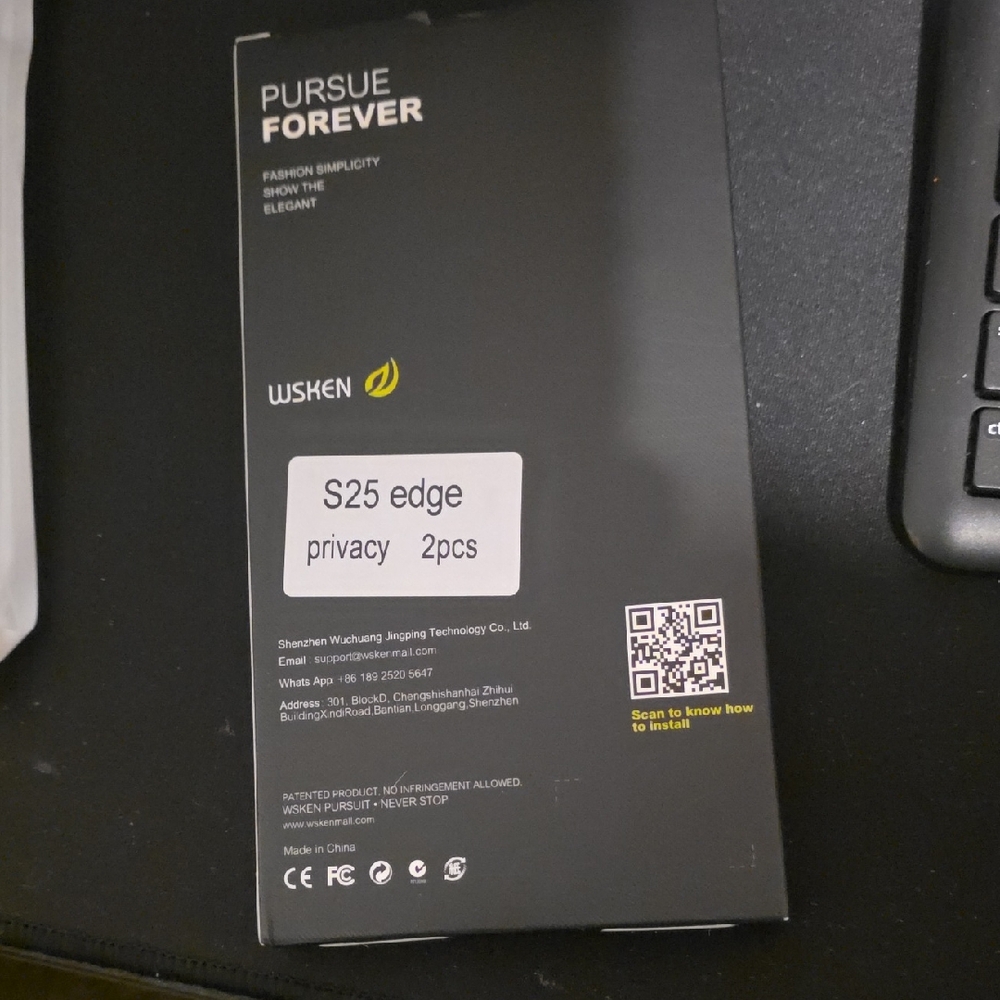 PURSUE
FOREVER
FASHION SIMPLICITY
SHOW THE
ELEGANT
WSKEN
S25 edge
privacy 2pcs
Shenzhen Wuchuang Jingping Technology Co., Ltd.
Email : support@wskenmall.com
Whats App: +86 189 2520 5647
Address : 301, BlockD, Chengshishanhai Zhihui
BuildingXindiRoad,Bantian,Longgang,Shenzhen
Scan to know how
to install
PATENTED PRODUCT. NO INFRINGEMENT ALLOWED.
WSKEN PURSUIT • NEVER STOP
www.wskenmall.com
Made in China
CE FC